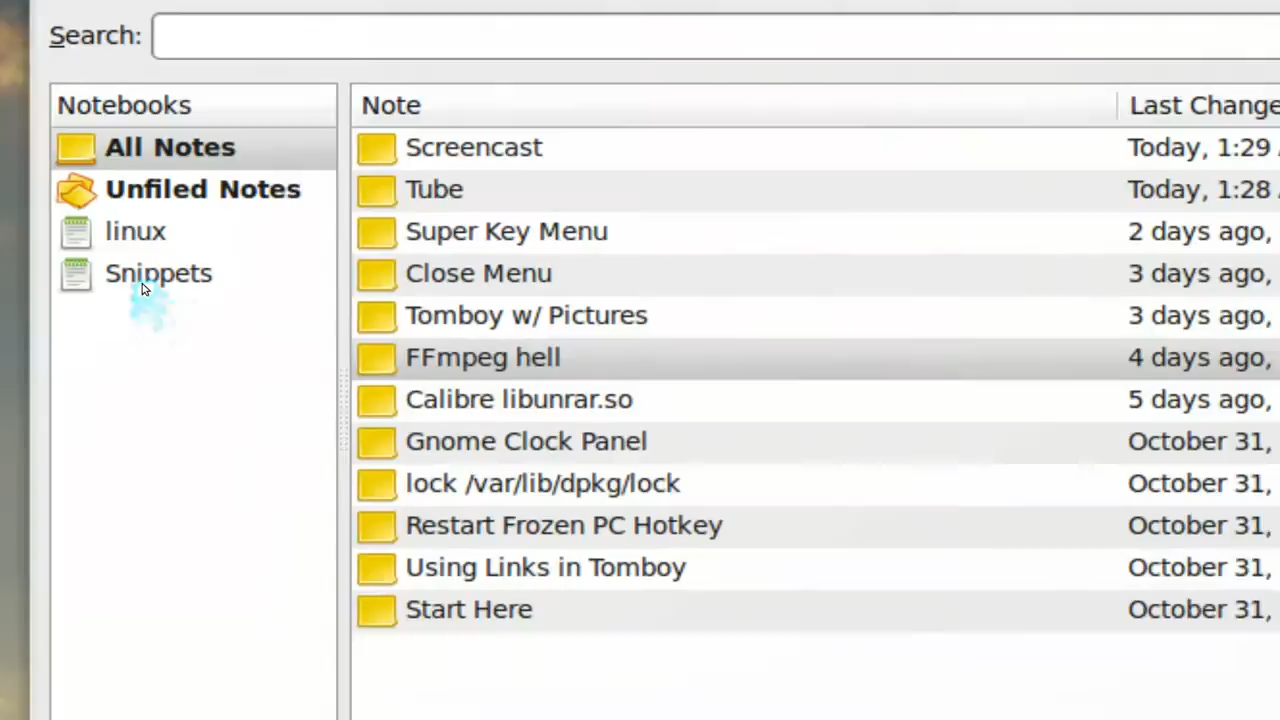 Search:
Notebooks
All Notes
Unfiled Notes
linux
Snippets
Note Last Change
Screencast Today, 1:29
Tube Today, 1:28
Super Key Menu 2 days ago,
Close Menu 3 days ago,
Tomboy w/ Pictures 3 days ago,
FFmpeg hell 4 days ago,
Calibre libunrar.so 5 days ago,
Gnome Clock Panel October 31,
lock /var/lib/dpkg/lock October 31,
Restart Frozen PC Hotkey October 31,
Using Links in Tomboy October 31,
Start Here October 31,